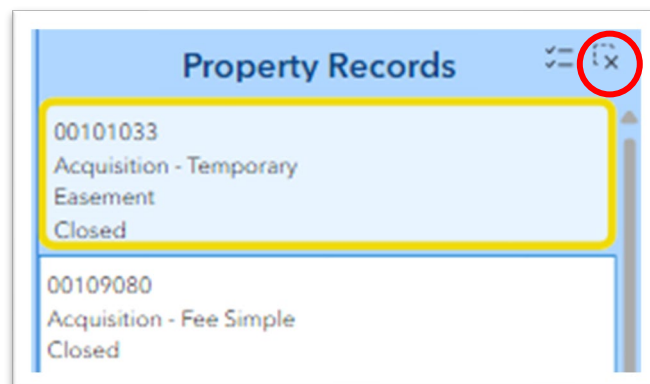 Property Records
00101033
Acquisition - Temporary
Easement
Closed
00109080
Acquisition - Fee Simple
Closed